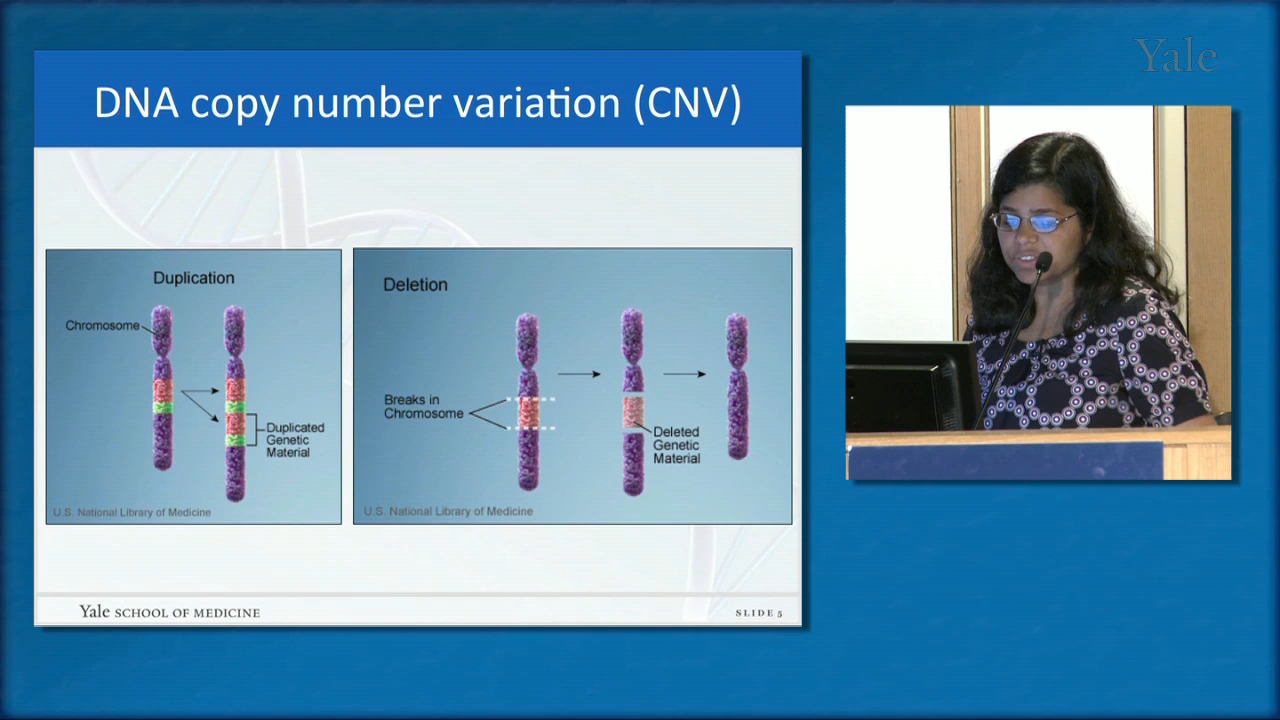 Yale
DNA copy number variation (CNV)
Duplication
Chromosome
Duplicated
Genetic
Material
U.S. National Library of Medicine
Deletion
Breaks in
Chromosome
Deleted
Genetic
Material
U.S. National Library of Medicine
Yale SCHOOL OF MEDICINE
SLIDE 5